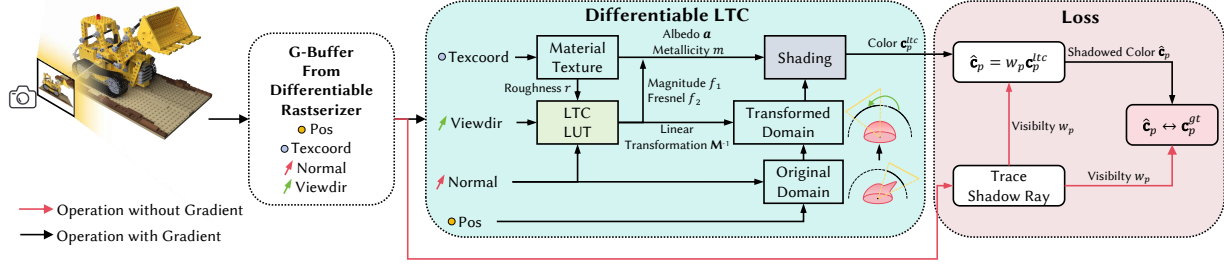 G-Buffer
From
Differentiable
Rastserizer
Pos
Texcoord
Normal
Viewdir
Operation without Gradient
Operation with Gradient
Differentiable LTC
Texcoord
Viewdir
Normal
Pos
Material
Texture
Roughness r
LTC
LUT
Albedo a
Metallicity m
Magnitude f₁
Fresnel f₂
Linear
Transformation M⁻¹
Shading
Transformed
Domain
Original
Domain
Color c_p^ltc
Loss
ĉ_p = w_p c_p^ltc
Shadowed Color ĉ_p
Visibilty w_p
ĉ_p ↔ c_p^gt
Trace
Shadow Ray
Visibilty w_p